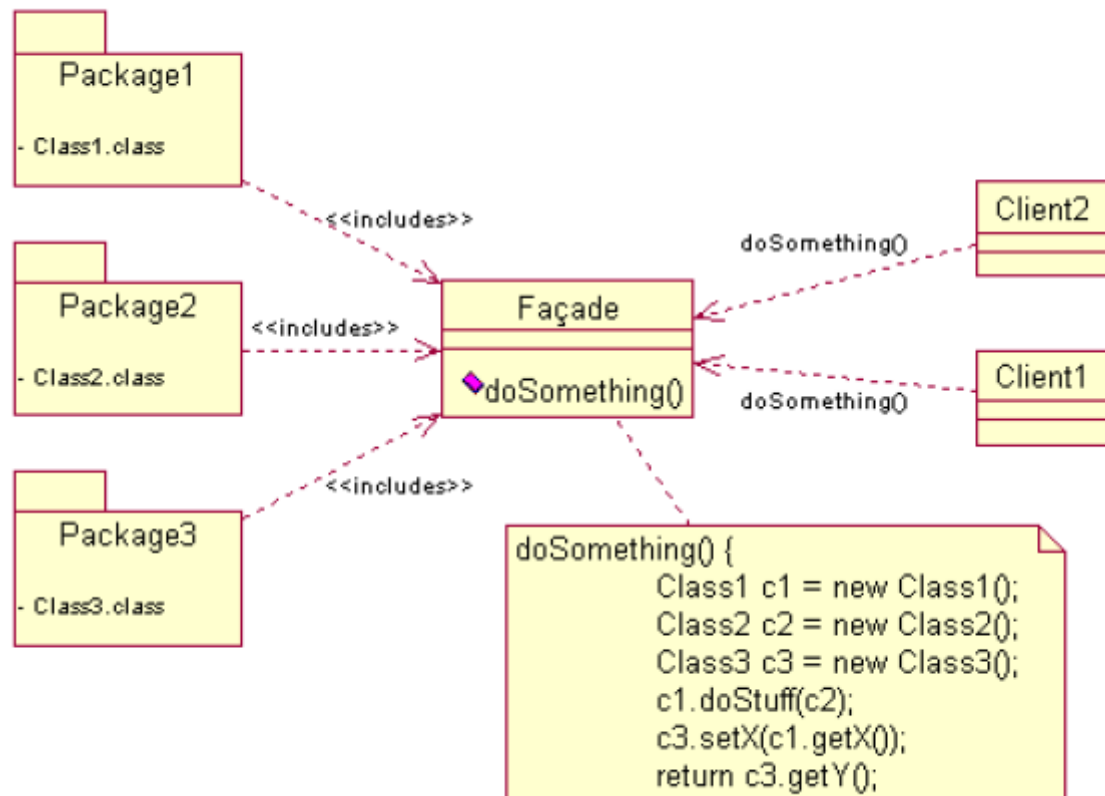 Package1
- Class1.class
<<includes>>
Package2
- Class2.class
<<includes>>
Package3
- Class3.class
<<includes>>
Façade
doSomething()
Client2
doSomething()
Client1
doSomething()
doSomething() {
Class1 c1 = new Class1();
Class2 c2 = new Class2();
Class3 c3 = new Class3();
c1.doStuff(c2);
c3.setX(c1.getX());
return c3.getY();